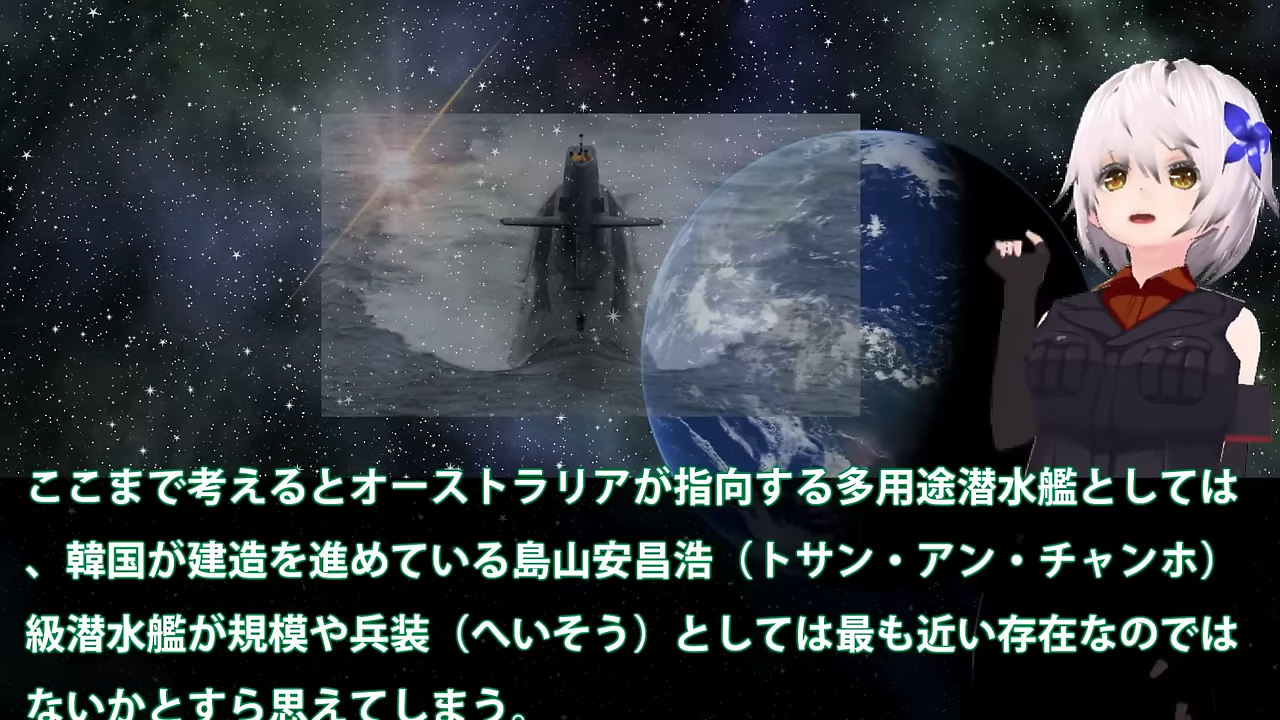 ここまで考えるとオーストラリアが指向する多用途潜水艦としては
、韓国が建造を進めている島山安昌浩（トサン・アン・チャンホ）
級潜水艦が規模や兵装（へいそう）としては最も近い存在なのでは
ないかとすら思えてしまう。